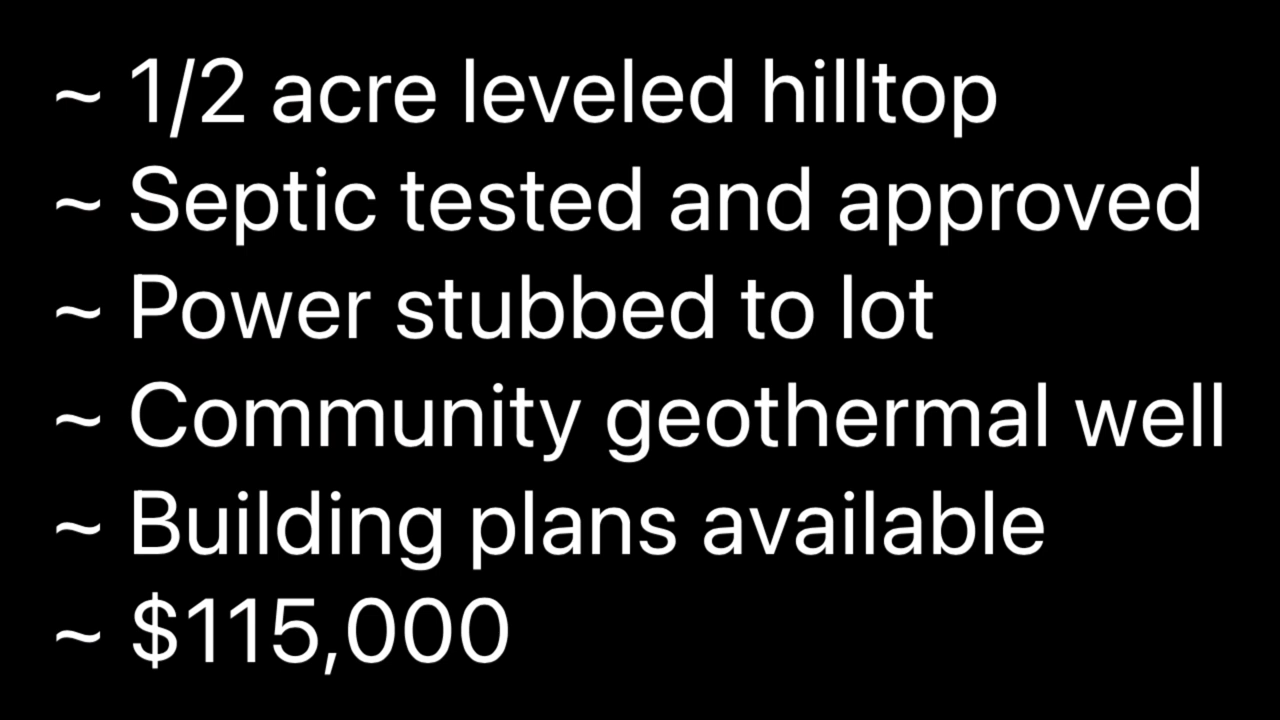 ~ 1/2 acre leveled hilltop
~ Septic tested and approved
~ Power stubbed to lot
~ Community geothermal well
~ Building plans available
~ $115,000